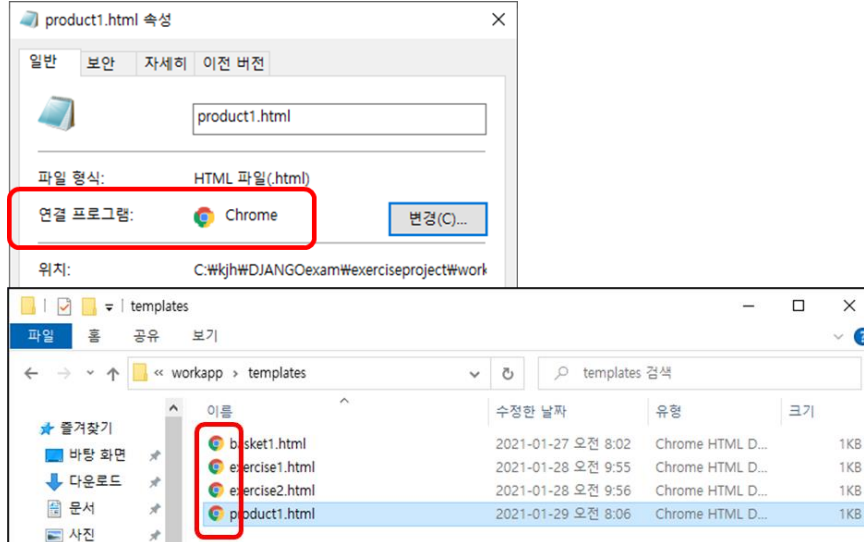 product1.html 속성
일반 보안 자세히 이전 버전
product1.html
파일 형식: HTML 파일(.html)
연결 프로그램: Chrome 변경(C)...
위치: C:₩kjh₩DJANGOexam₩exerciseproject₩work
templates
파일 홈 공유 보기
« workapp › templates templates 검색
이름 수정한 날짜 유형 크기
즐겨찾기
바탕 화면
다운로드
문서
사진
basket1.html 2021-01-27 오전 8:02 Chrome HTML D... 1KB
exercise1.html 2021-01-28 오전 9:55 Chrome HTML D... 1KB
exercise2.html 2021-01-28 오전 9:56 Chrome HTML D... 1KB
product1.html 2021-01-29 오전 8:06 Chrome HTML D... 1KB